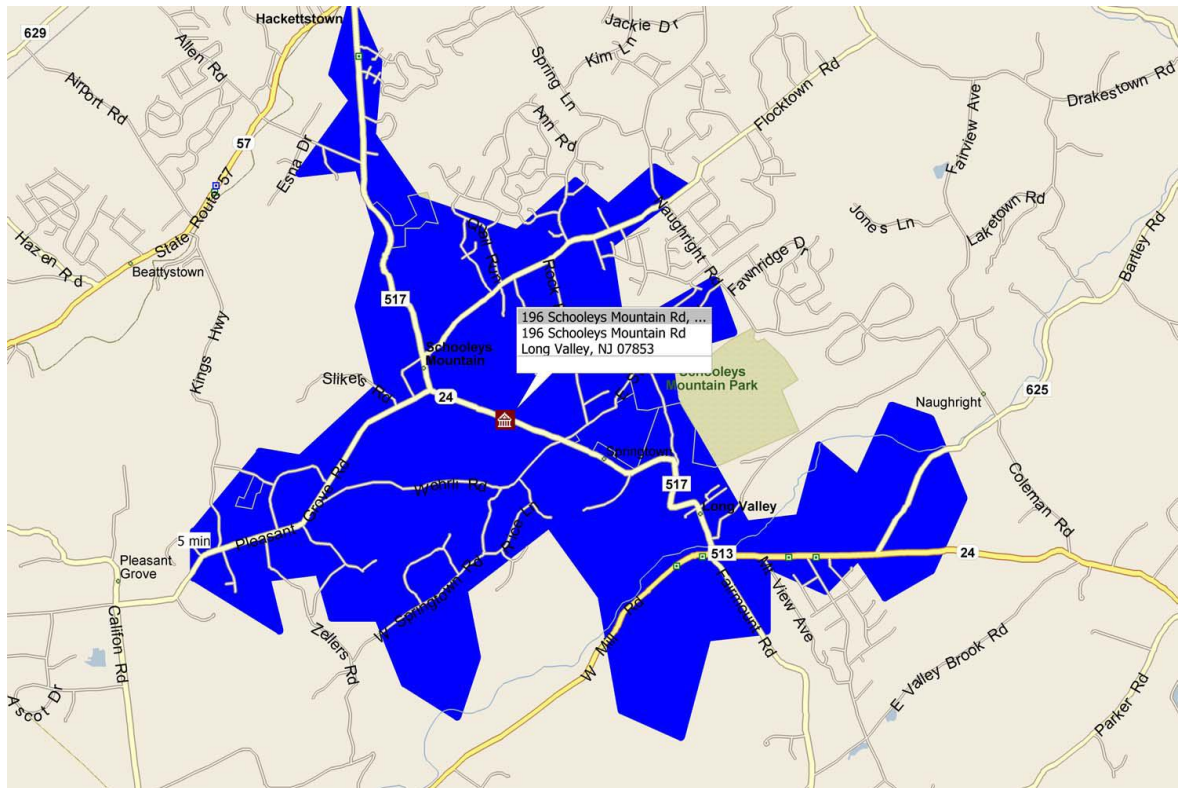 Hackettstown
629
Allen Rd
Airport Rd
57
Esna Dr
State Route 57
Hazen Rd
Beattystown
Kings Hwy
Jackie Dr
Kim Ln
Spring Ln
Ann Rd
Flocktown Rd
Drakestown Rd
Fairview Ave
Jones Ln
Laketown Rd
Bartley Rd
Naughright Rd
Fawnridge Dr
517
196 Schooleys Mountain Rd, ...
196 Schooleys Mountain Rd
Long Valley, NJ 07853
Schooleys
Mountain
Schooleys
Mountain Park
Slikers Rd
24
Naughright
625
Springtown
517
Wehrli Rd
Long Valley
Coleman Rd
5 min
Pleasant Grove Rd
Pleasant
Grove
513
24
Mt View Ave
Fairmount Rd
W Springtown Rd
W Mill Rd
Zellers Rd
Califon Rd
E Valley Brook Rd
Ascot Dr
Parker Rd